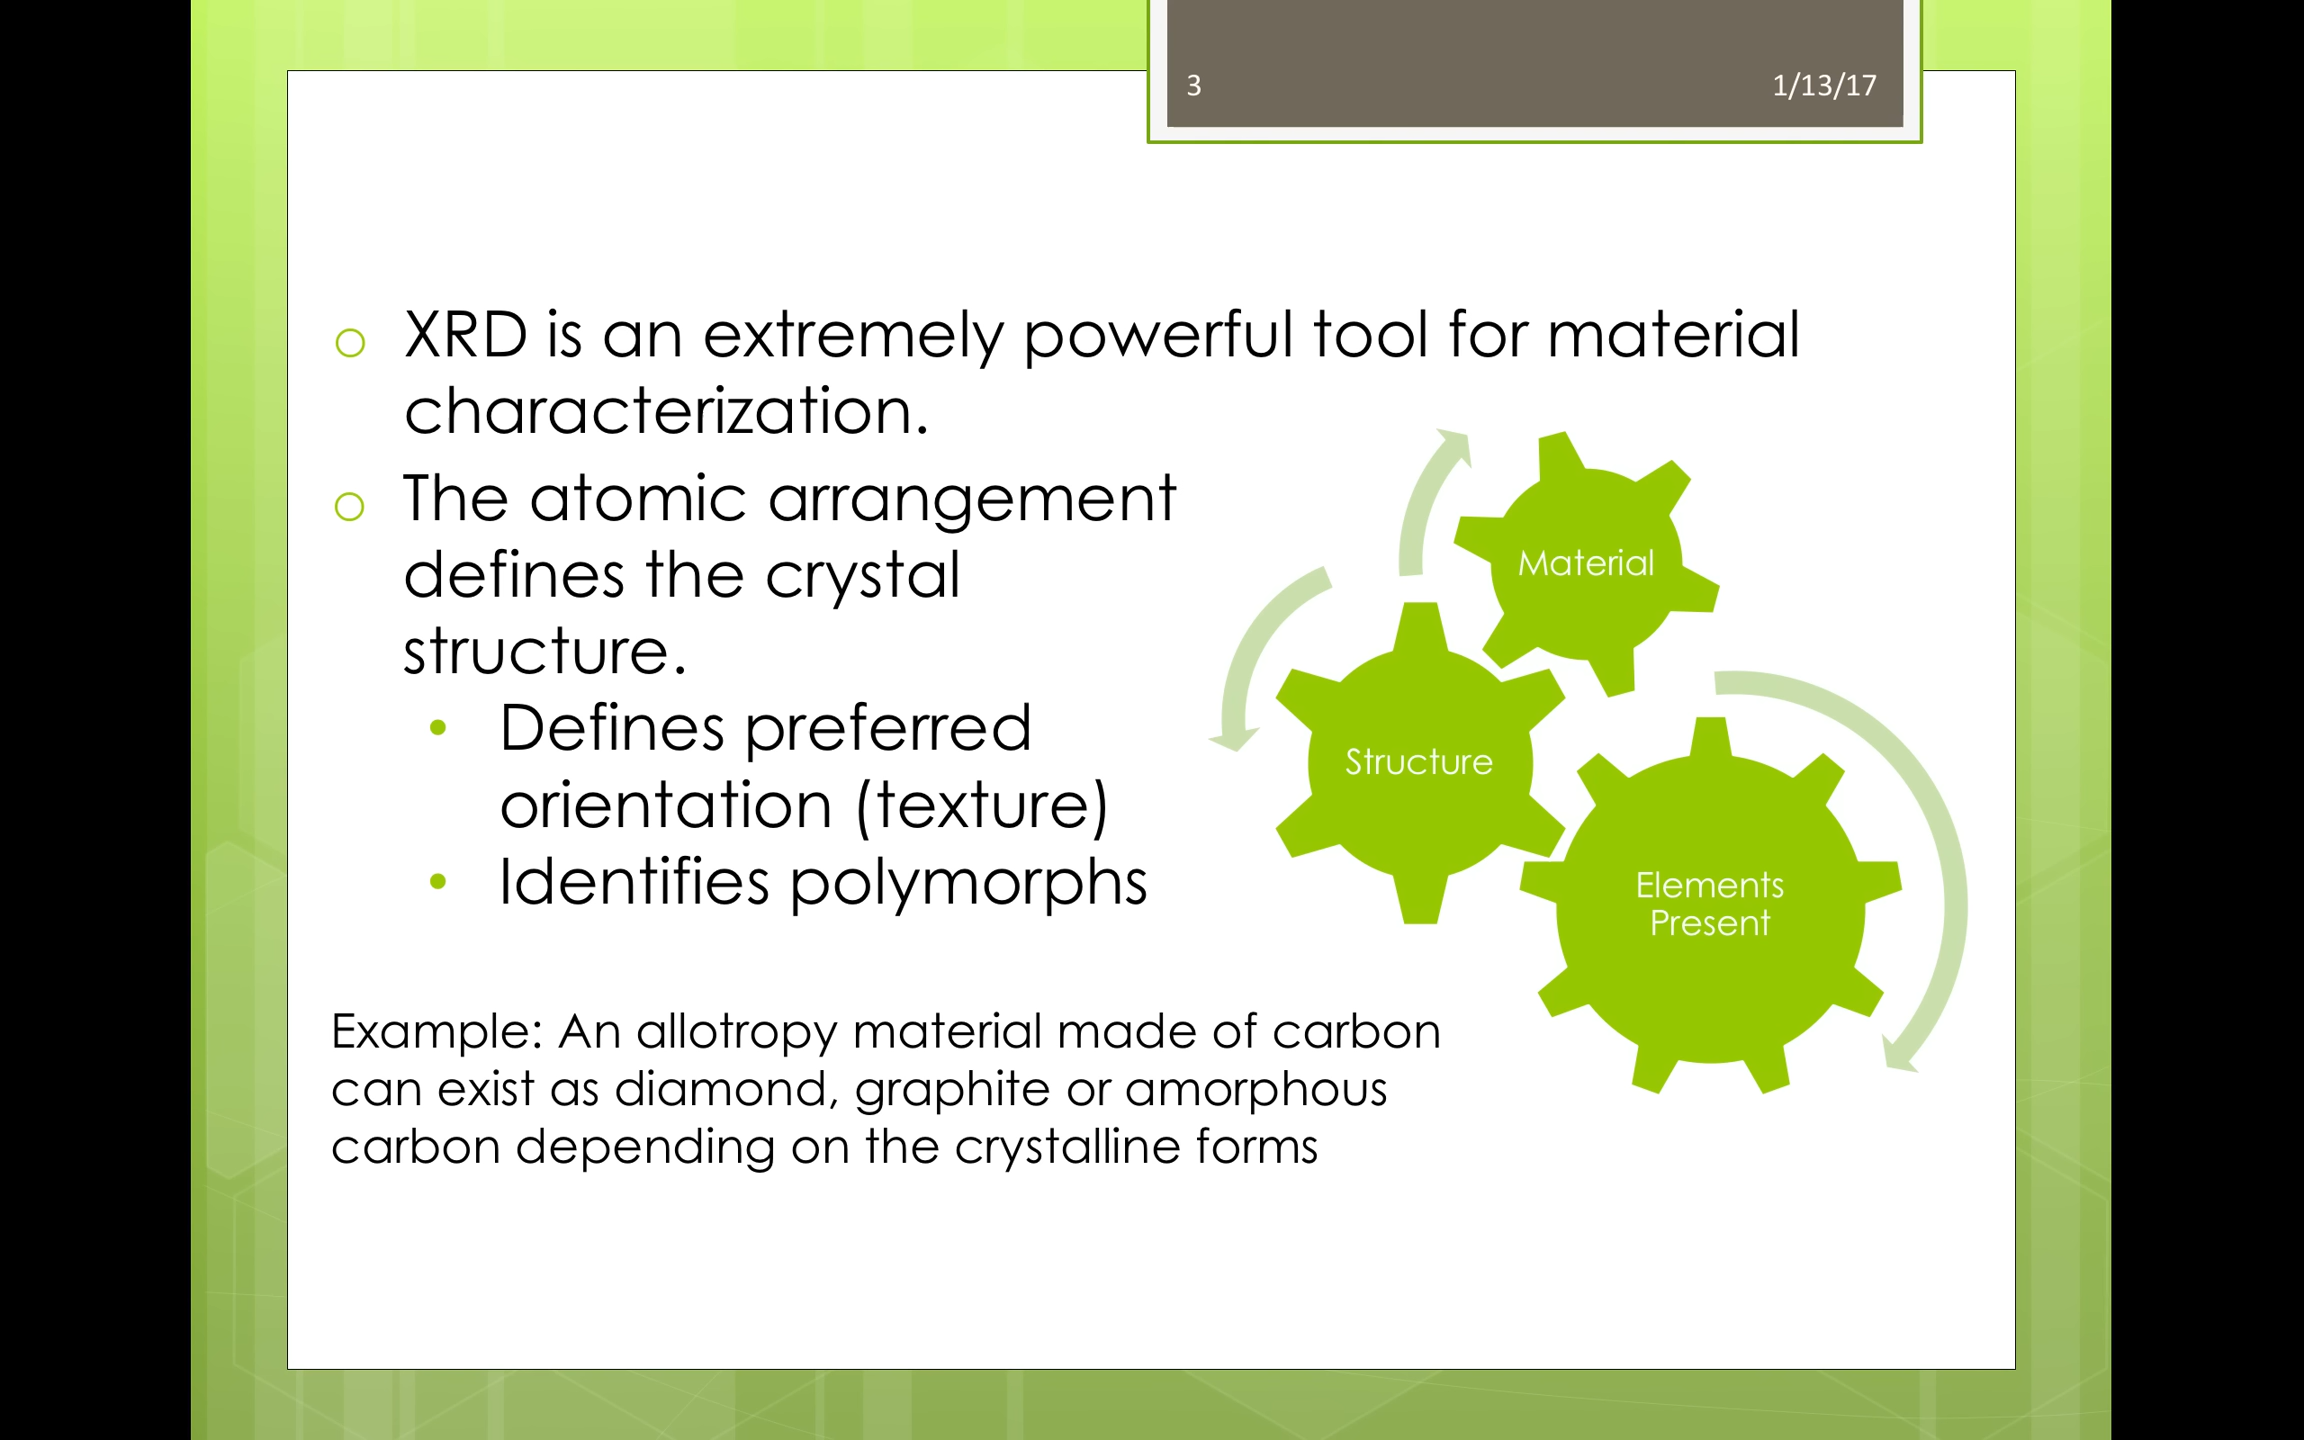 3
1/13/17
o XRD is an extremely powerful tool for material
characterization.
o The atomic arrangement
defines the crystal
structure.
• Defines preferred
orientation (texture)
• Identifies polymorphs
Material
Structure
Elements
Present
Example: An allotropy material made of carbon
can exist as diamond, graphite or amorphous
carbon depending on the crystalline forms